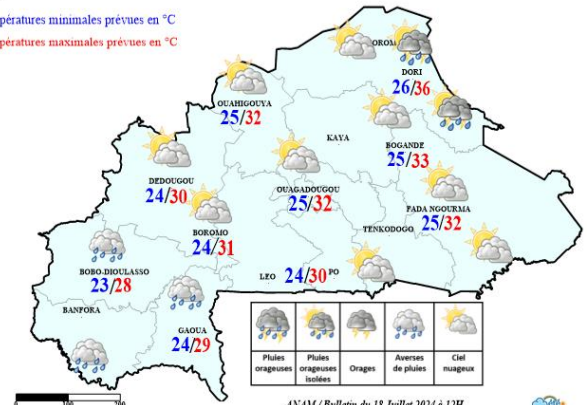 pératures minimales prévues en °C
pératures maximales prévues en °C
OROM
DORI
26/36
OUAHIGOUYA
25/32
KAYA
BOGANDE
25/33
DEDOUGOU
24/30
OUAGADOUGOU
25/32
FADA NGOURMA
25/32
BOROMO
24/31
TENKODOGO
BOBO-DIOULASSO
23/28
LEO
24/30
PO
BANFORA
GAOUA
24/29
Pluies orageuses
Pluies orageuses isolées
Orages
Averses de pluies
Ciel nuageux
ANAM / Bulletin du 18 Juillet 2024 à 12H